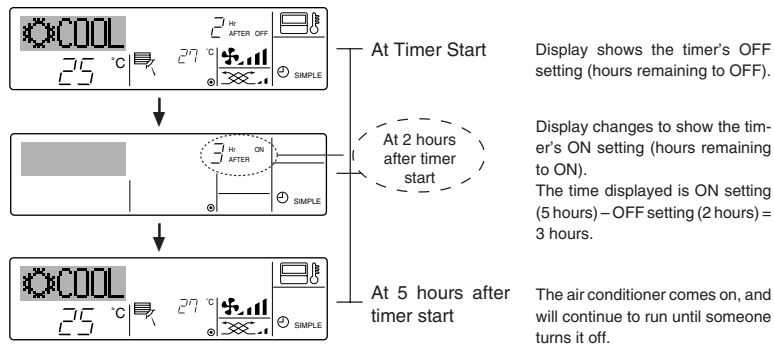 COOL
2 Hr AFTER OFF
25 °C
27 °C
SIMPLE
At Timer Start
Display shows the timer's OFF
setting (hours remaining to OFF).
3 Hr AFTER ON
SIMPLE
At 2 hours
after timer
start
Display changes to show the tim-
er's ON setting (hours remaining
to ON).
The time displayed is ON setting
(5 hours) – OFF setting (2 hours) =
3 hours.
COOL
25 °C
27 °C
SIMPLE
At 5 hours after
timer start
The air conditioner comes on, and
will continue to run until someone
turns it off.